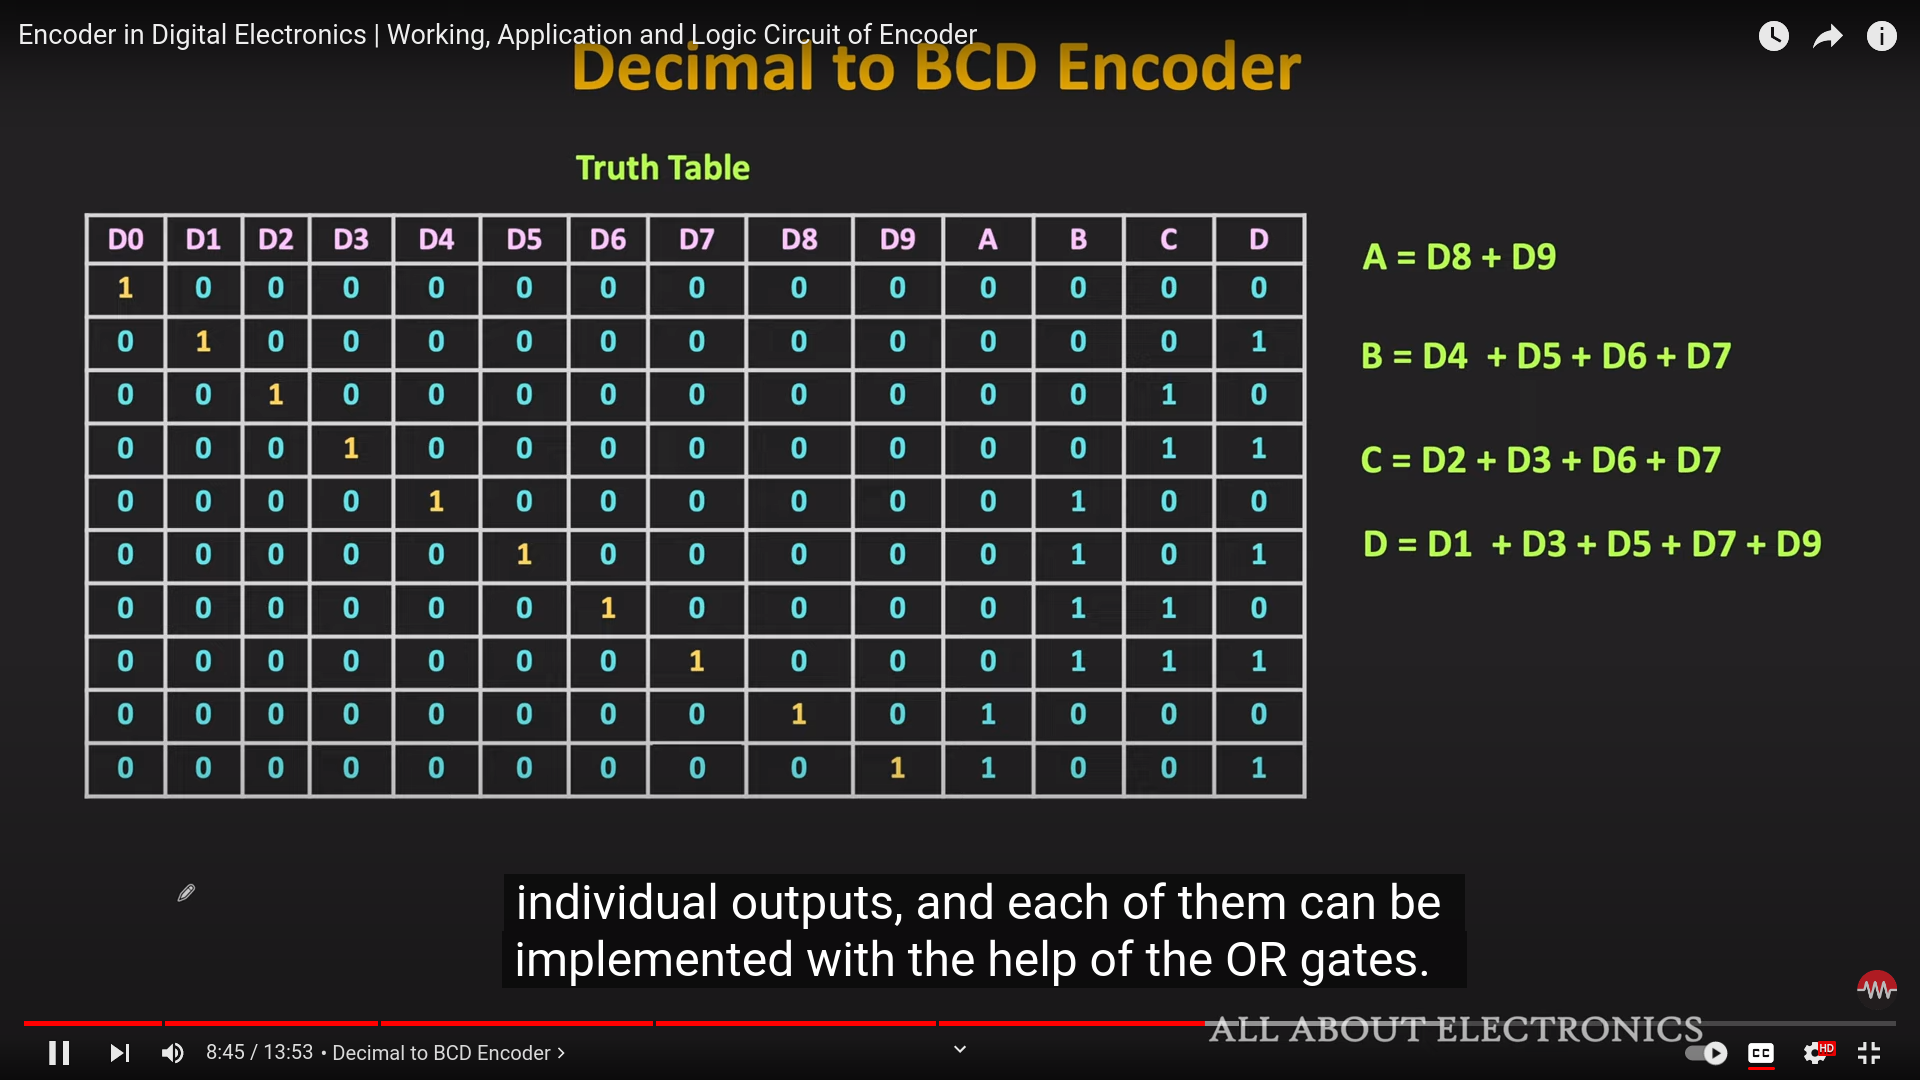 Encoder in Digital Electronics | Working, Application and Logic Circuit of Encoder
Decimal to BCD Encoder
Truth Table
D0 D1 D2 D3 D4 D5 D6 D7 D8 D9 A B C D
1 0 0 0 0 0 0 0 0 0 0 0 0 0
0 1 0 0 0 0 0 0 0 0 0 0 0 1
0 0 1 0 0 0 0 0 0 0 0 0 1 0
0 0 0 1 0 0 0 0 0 0 0 0 1 1
0 0 0 0 1 0 0 0 0 0 0 1 0 0
0 0 0 0 0 1 0 0 0 0 0 1 0 1
0 0 0 0 0 0 1 0 0 0 0 1 1 0
0 0 0 0 0 0 0 1 0 0 0 1 1 1
0 0 0 0 0 0 0 0 1 0 1 0 0 0
0 0 0 0 0 0 0 0 0 1 1 0 0 1
A = D8 + D9
B = D4 + D5 + D6 + D7
C = D2 + D3 + D6 + D7
D = D1 + D3 + D5 + D7 + D9
individual outputs, and each of them can be
implemented with the help of the OR gates.
ALL ABOUT ELECTRONICS
8:45 / 13:53 • Decimal to BCD Encoder >
CC
HD